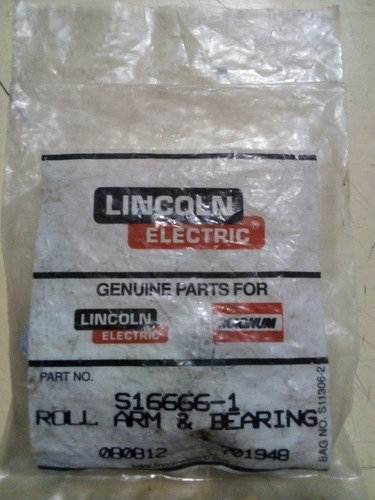 LINCOLN
ELECTRIC
GENUINE PARTS FOR
LINCOLN
ELECTRIC
MAGNUM
PART NO.
S16666-1
ROLL ARM & BEARING
080812 701948
BAG NO. S11306-2